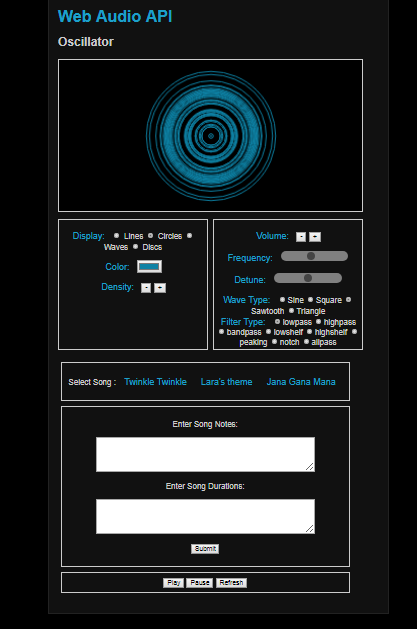 Web Audio API
Oscillator
Display: Lines Circles
Waves Discs
Color:
Density: - +
Volume: - +
Frequency:
Detune:
Wave Type: Sine Square
Sawtooth Triangle
Filter Type: lowpass highpass
bandpass lowshelf highshelf
peaking notch allpass
Select Song : Twinkle Twinkle Lara's theme Jana Gana Mana
Enter Song Notes:
Enter Song Durations:
Submit
Play Pause Refresh